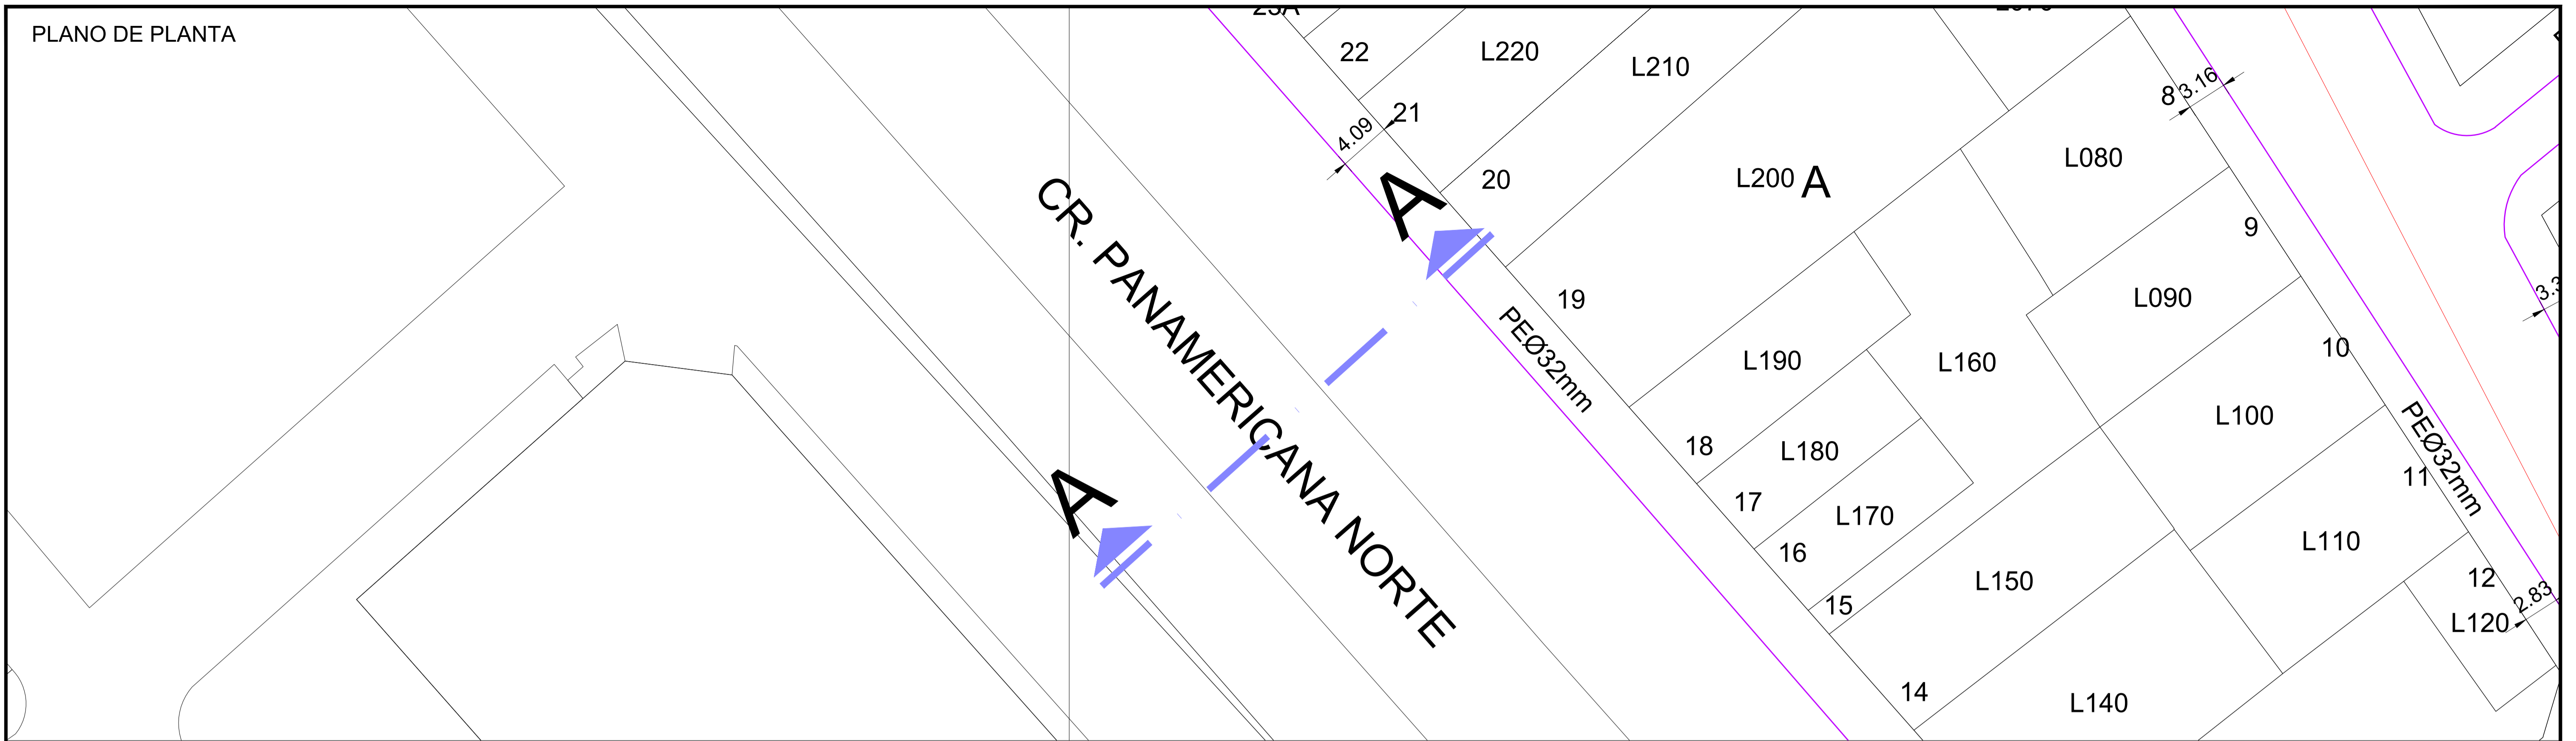 PLANO DE PLANTA
22
L220
L210
21
4.09
20
A
L200 A
8
3.16
L080
9
L090
10
CR. PANAMERICANA NORTE
19
PEØ32mm
L190
L160
18
L180
L100
PEØ32mm
11
17
L170
A
16
L150
L110
12
15
2.83
L120
14
L140